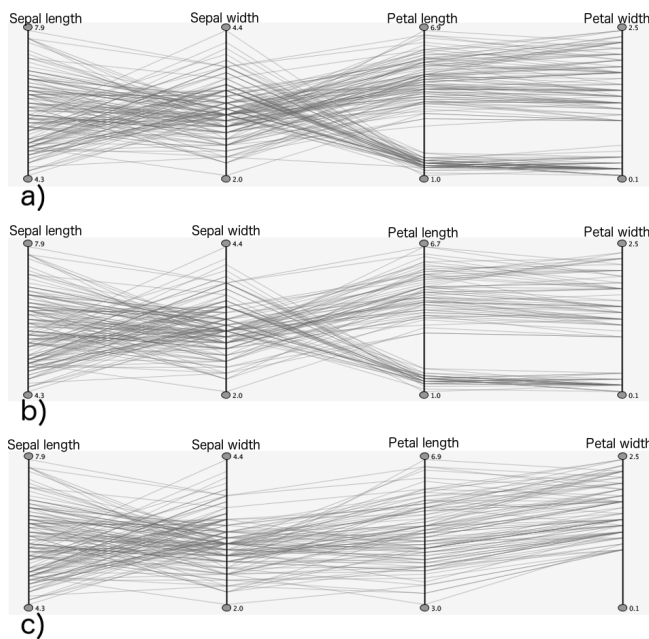 Sepal length Sepal width Petal length Petal width
7.9 4.4 6.9 2.5
4.3 2.0 1.0 0.1
a)
Sepal length Sepal width Petal length Petal width
7.9 4.4 6.7 2.5
4.3 2.0 1.0 0.1
b)
Sepal length Sepal width Petal length Petal width
7.9 4.4 6.9 2.5
4.3 2.0 3.0 0.1
c)